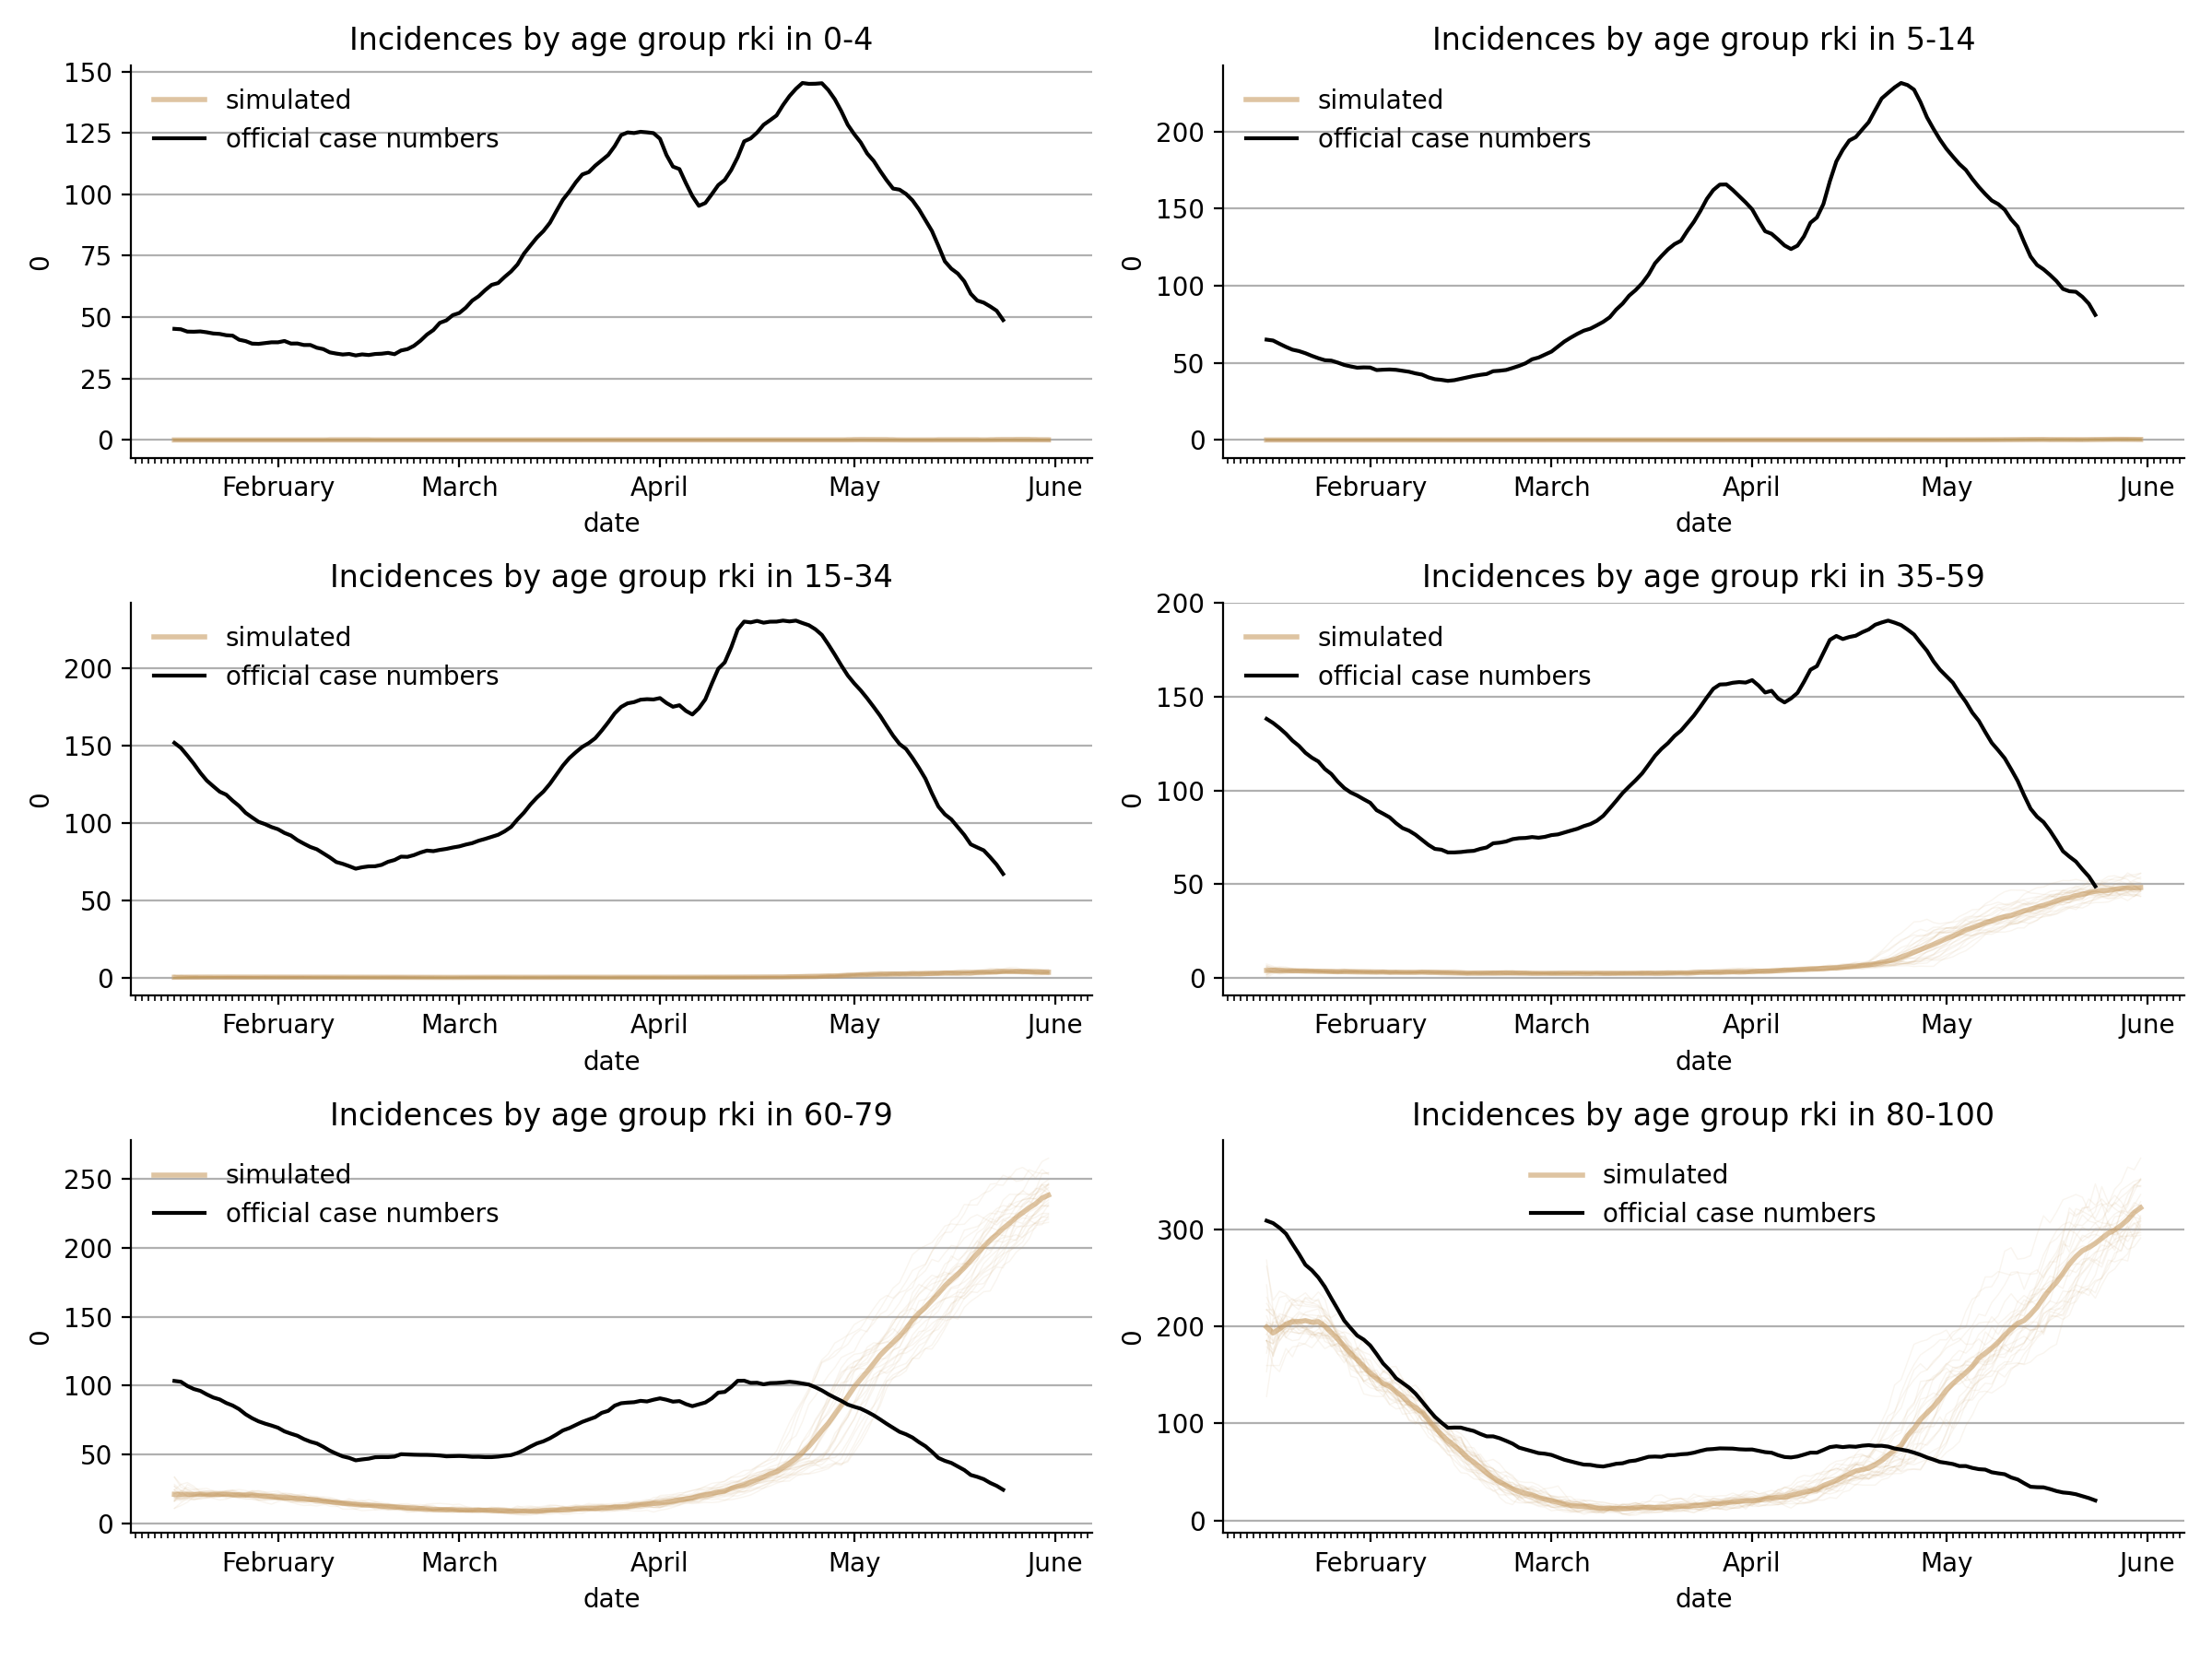 Incidences by age group rki in 0-4
150
125
100
75
50
25
0
0
simulated
official case numbers
February March April May June
date
Incidences by age group rki in 5-14
200
150
100
50
0
0
simulated
official case numbers
February March April May June
date
Incidences by age group rki in 15-34
200
150
100
50
0
0
simulated
official case numbers
February March April May June
date
Incidences by age group rki in 35-59
200
150
100
50
0
0
simulated
official case numbers
February March April May June
date
Incidences by age group rki in 60-79
250
200
150
100
50
0
0
simulated
official case numbers
February March April May June
date
Incidences by age group rki in 80-100
300
200
100
0
0
simulated
official case numbers
February March April May June
date